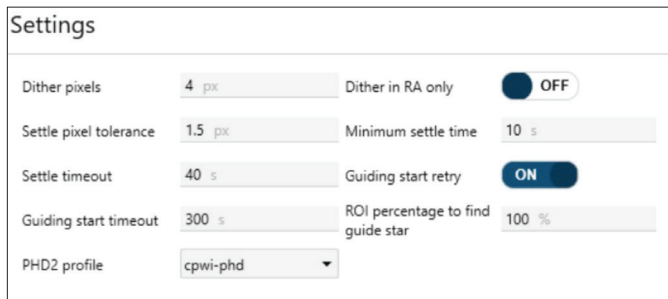 Settings
Dither pixels 4 px Dither in RA only OFF
Settle pixel tolerance 1.5 px Minimum settle time 10 s
Settle timeout 40 s Guiding start retry ON
Guiding start timeout 300 s ROI percentage to find
guide star 100 %
PHD2 profile cpwi-phd